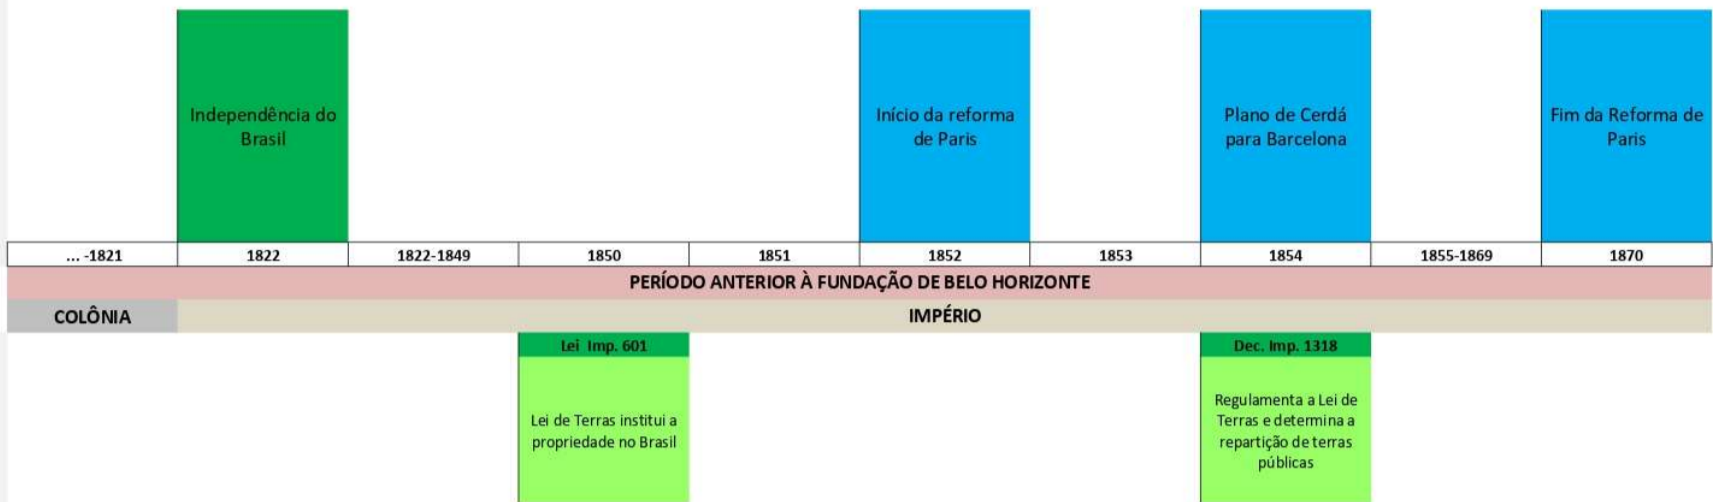 Independência do
Brasil
Início da reforma
de Paris
Plano de Cerdá
para Barcelona
Fim da Reforma de
Paris
... -1821
1822
1822-1849
1850
1851
1852
1853
1854
1855-1869
1870
PERÍODO ANTERIOR À FUNDAÇÃO DE BELO HORIZONTE
COLÔNIA
IMPÉRIO
Lei Imp. 601
Lei de Terras institui a
propriedade no Brasil
Dec. Imp. 1318
Regulamenta a Lei de
Terras e determina a
repartição de terras
públicas